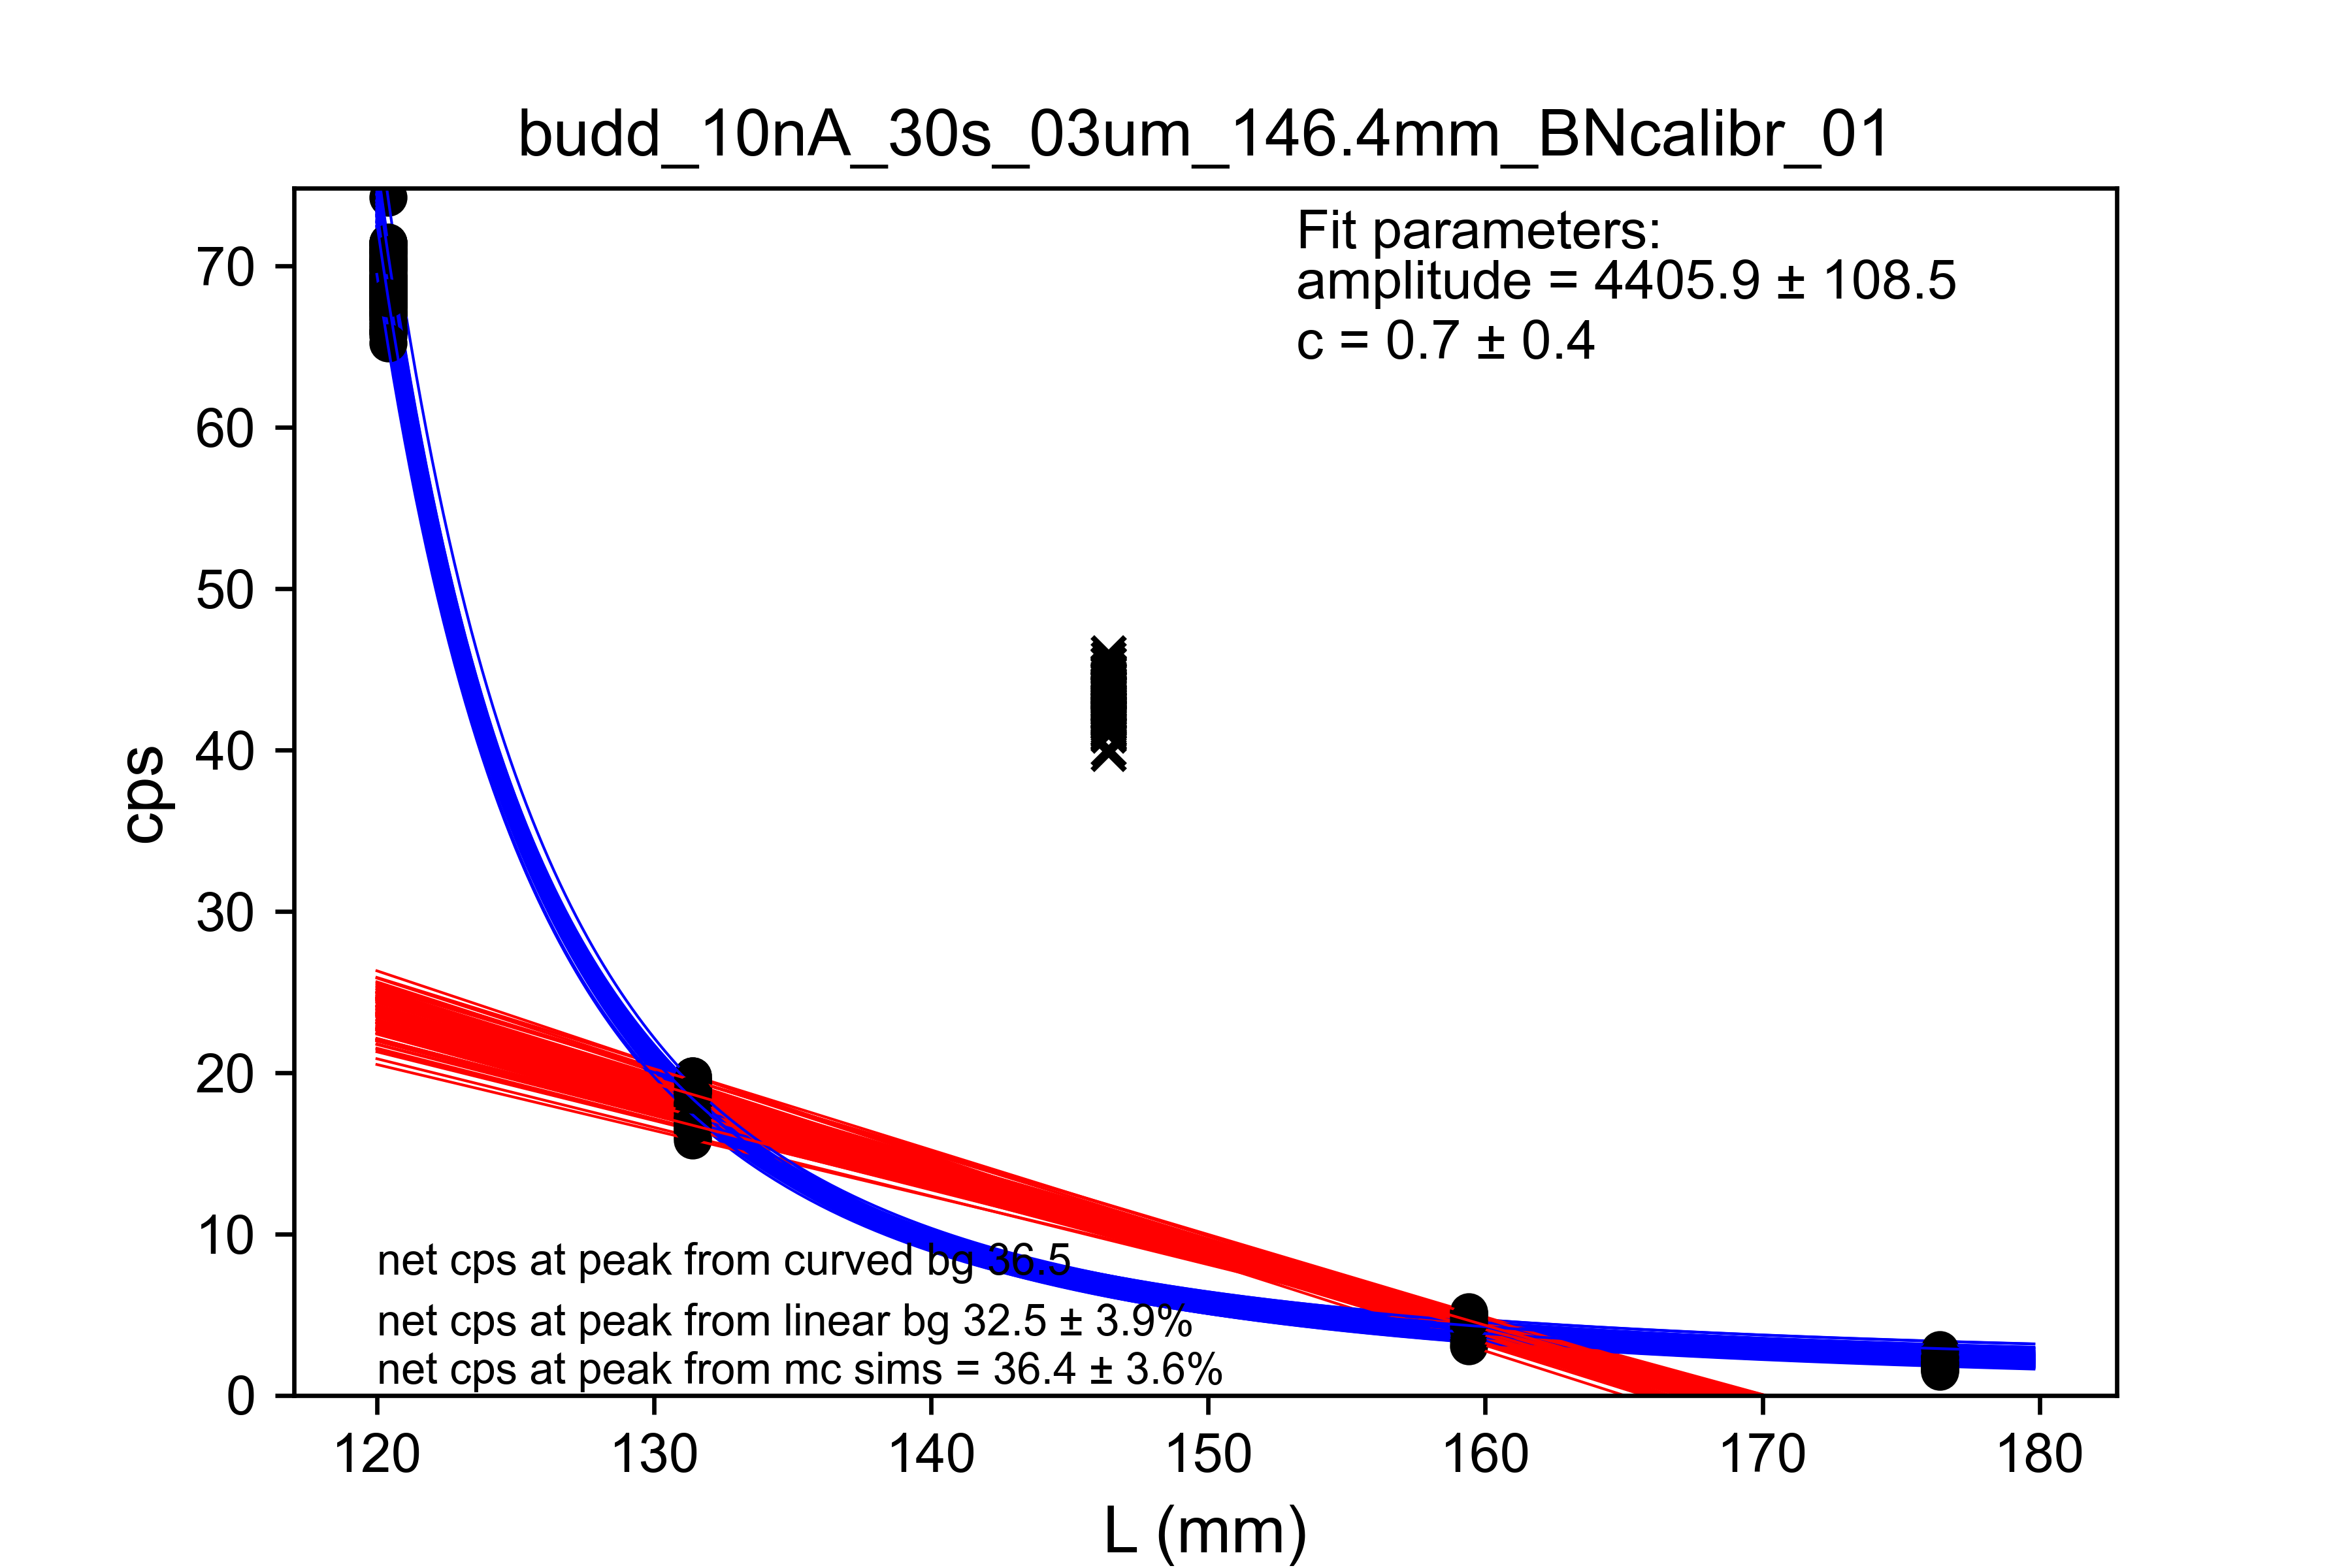 budd_10nA_30s_03um_146.4mm_BNcalibr_01
Fit parameters:
amplitude = 4405.9 ± 108.5
c = 0.7 ± 0.4
70
60
50
40
30
20
10
0
cps
net cps at peak from curved bg 36.5
net cps at peak from linear bg 32.5 ± 3.9%
net cps at peak from mc sims = 36.4 ± 3.6%
120 130 140 150 160 170 180
L (mm)